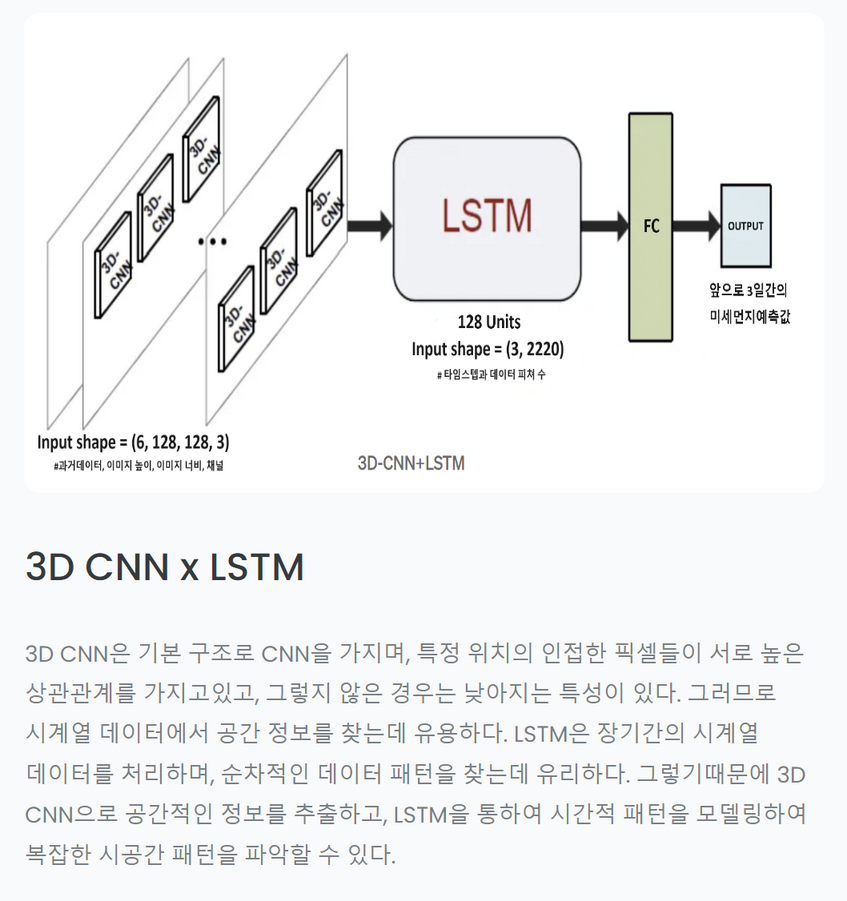 3D-
CNN
3D-
CNN
3D-
CNN
3D-
CNN
3D-
CNN
3D-
CNN
LSTM
FC
OUTPUT
앞으로 3일간의
미세먼지예측값
128 Units
Input shape = (3, 2220)
# 타임스텝과 데이터 피쳐 수
Input shape = (6, 128, 128, 3)
#과거데이터, 이미지 높이, 이미지 너비, 채널
3D-CNN+LSTM
3D CNN x LSTM
3D CNN은 기본 구조로 CNN을 가지며, 특정 위치의 인접한 픽셀들이 서로 높은
상관관계를 가지고있고, 그렇지 않은 경우는 낮아지는 특성이 있다. 그러므로
시계열 데이터에서 공간 정보를 찾는데 유용하다. LSTM은 장기간의 시계열
데이터를 처리하며, 순차적인 데이터 패턴을 찾는데 유리하다. 그렇기때문에 3D
CNN으로 공간적인 정보를 추출하고, LSTM을 통하여 시간적 패턴을 모델링하여
복잡한 시공간 패턴을 파악할 수 있다.